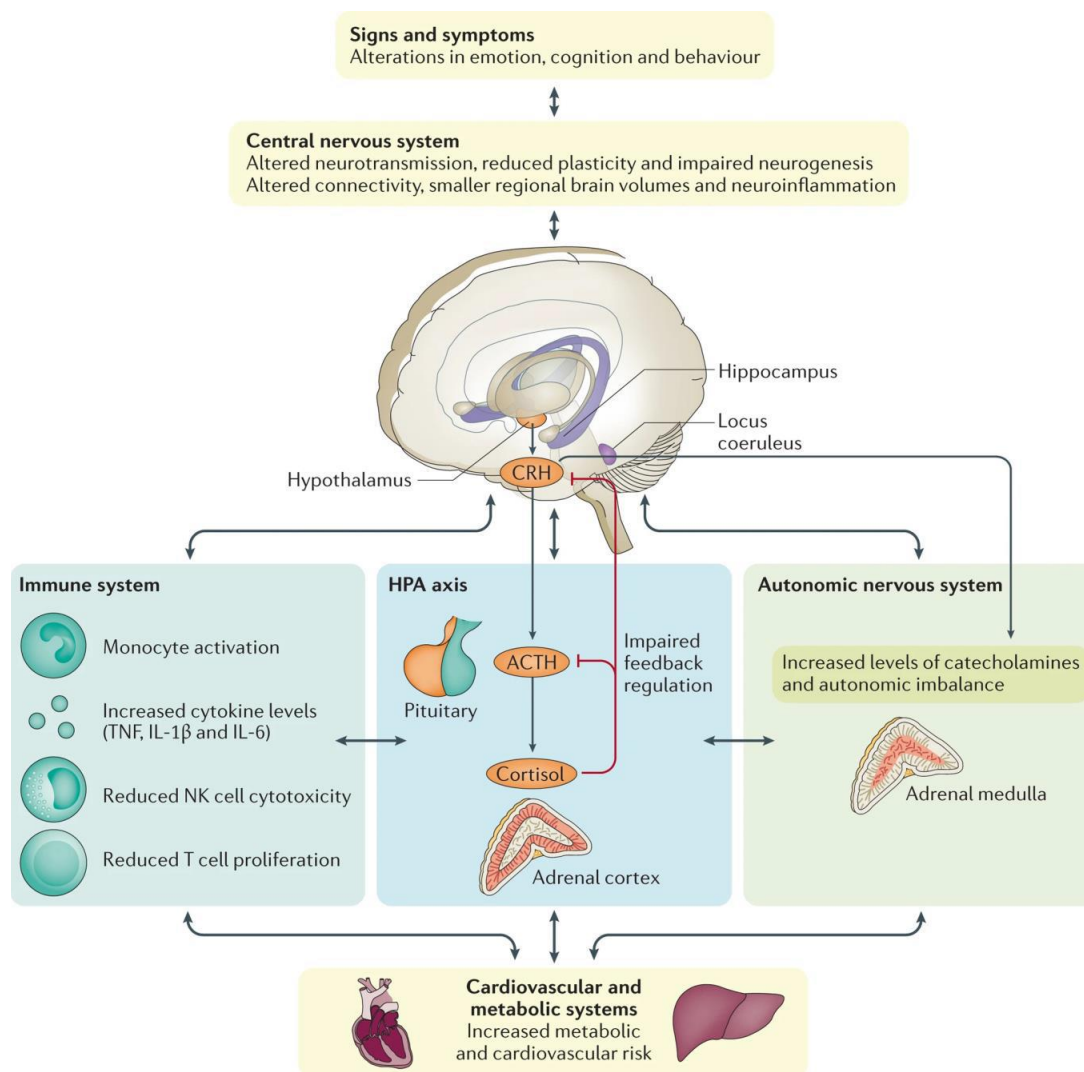 Signs and symptoms
Alterations in emotion, cognition and behaviour
Central nervous system
Altered neurotransmission, reduced plasticity and impaired neurogenesis
Altered connectivity, smaller regional brain volumes and neuroinflammation
Hippocampus
Locus
coeruleus
Hypothalamus
CRH
Immune system
Monocyte activation
Increased cytokine levels
(TNF, IL-1β and IL-6)
Reduced NK cell cytotoxicity
Reduced T cell proliferation
HPA axis
Pituitary
ACTH
Impaired
feedback
regulation
Cortisol
Adrenal cortex
Autonomic nervous system
Increased levels of catecholamines
and autonomic imbalance
Adrenal medulla
Cardiovascular and
metabolic systems
Increased metabolic
and cardiovascular risk